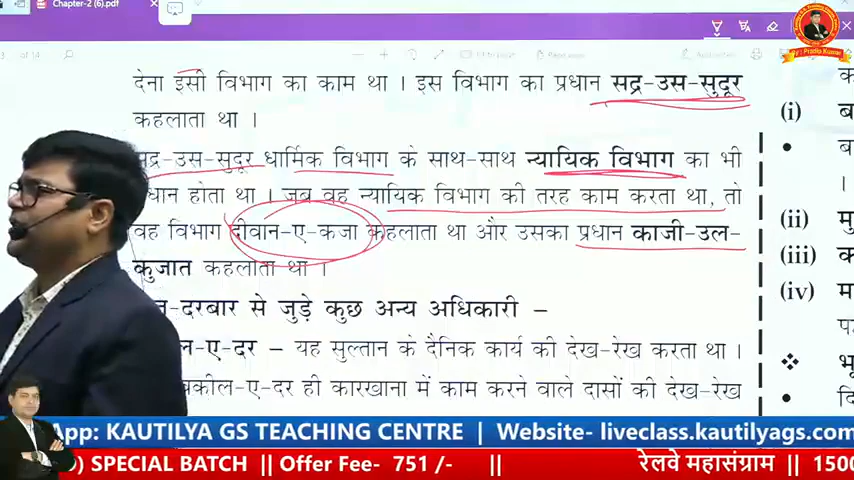 Chapter-2 (6).pdf
of 14
देना इसी विभाग का काम था । इस विभाग का प्रधान सद्र-उस-सुदूर
कहलाता था ।
सद्र-उस-सुदूर धार्मिक विभाग के साथ-साथ न्यायिक विभाग का भी
होता था । जब वह न्यायिक विभाग की तरह काम करता था, तो
वह विभाग दीवान-ए-कजा कहलाता था और उसका प्रधान काजी-उल-
कुजात कहलाता था ।
दरबार से जुड़े कुछ अन्य अधिकारी –
ल-ए-दर – यह सुल्तान के दैनिक कार्य की देख-रेख करता था ।
वकील-ए-दर ही कारखाना में काम करने वाले दासों की देख-रेख
(i)
•
(ii)
(iii)
(iv)
App: KAUTILYA GS TEACHING CENTRE | Website- liveclass.kautilyags.com
SPECIAL BATCH || Offer Fee- 751 /- || रेलवे महासंग्राम || 1500